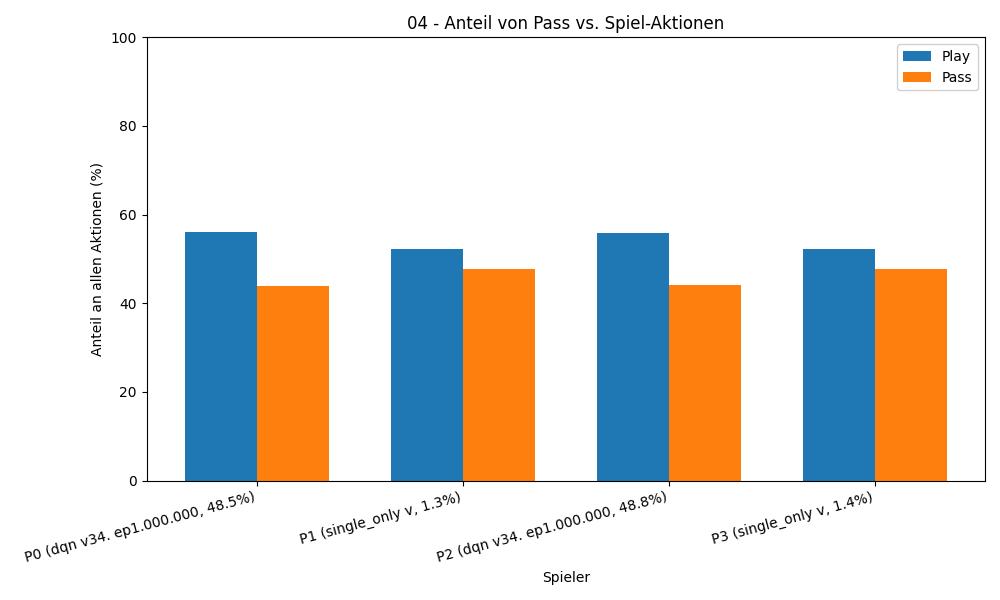 04 - Anteil von Pass vs. Spiel-Aktionen
Play
Pass
Anteil an allen Aktionen (%)
100
80
60
40
20
0
P0 (dqn v34. ep1.000.000, 48.5%)
P1 (single_only v, 1.3%)
P2 (dqn v34. ep1.000.000, 48.8%)
P3 (single_only v, 1.4%)
Spieler